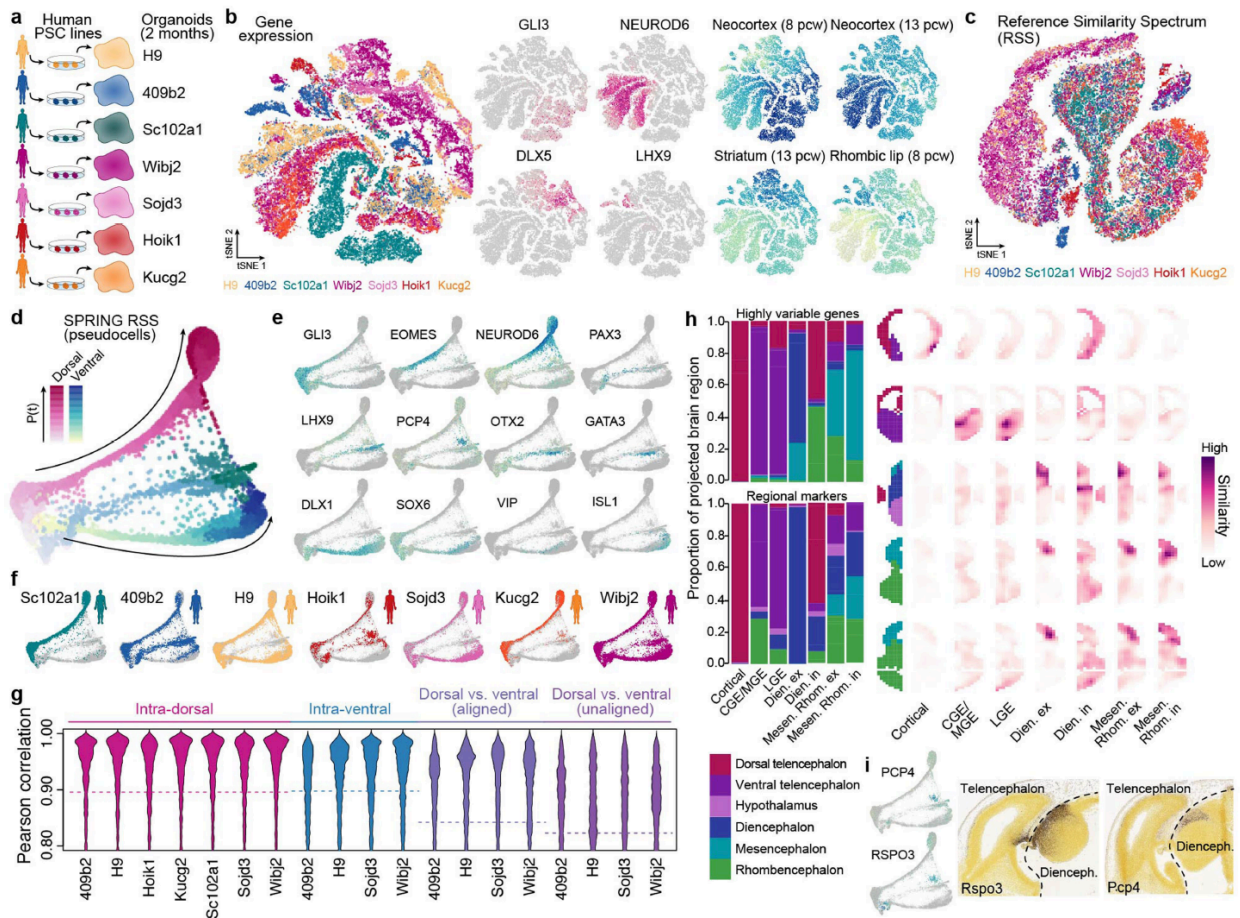 a
Human
PSC lines
Organoids
(2 months)
H9
409b2
Sc102a1
Wibj2
Sojd3
Hoik1
Kucg2
b
Gene
expression
tSNE 2
tSNE 1
H9 409b2 Sc102a1 Wibj2 Sojd3 Hoik1 Kucg2
GLI3
NEUROD6
Neocortex (8 pcw)
Neocortex (13 pcw)
DLX5
LHX9
Striatum (13 pcw)
Rhombic lip (8 pcw)
c
Reference Similarity Spectrum
(RSS)
tSNE 2
tSNE 1
H9 409b2 Sc102a1 Wibj2 Sojd3 Hoik1 Kucg2
d
SPRING RSS
(pseudocells)
Dorsal
Ventral
P(t)
e
GLI3
EOMES
NEUROD6
PAX3
LHX9
PCP4
OTX2
GATA3
DLX1
SOX6
VIP
ISL1
f
Sc102a1
409b2
H9
Hoik1
Sojd3
Kucg2
Wibj2
g
Intra-dorsal
Intra-ventral
Dorsal vs. ventral
(aligned)
Dorsal vs. ventral
(unaligned)
Pearson correlation
1.00
0.90
0.80
409b2
H9
Hoik1
Kucg2
Sc102a1
Sojd3
Wibj2
409b2
H9
Sojd3
Wibj2
409b2
H9
Sojd3
Wibj2
409b2
H9
Sojd3
Wibj2
h
Highly variable genes
Proportion of projected brain region
1.0
0.8
0.6
0.4
0.2
0.0
Regional markers
1.0
0.8
0.6
0.4
0.2
0.0
Cortical
CGE/MGE
LGE
Dien. ex
Dien. in
Mesen. Rhom. ex
Mesen. Rhom. in
Dorsal telencephalon
Ventral telencephalon
Hypothalamus
Diencephalon
Mesencephalon
Rhombencephalon
High
Similarity
Low
Cortical
CGE/
MGE
LGE
Dien. ex
Dien. in
Mesen.
Rhom. ex
Mesen.
Rhom. in
i
PCP4
RSPO3
Telencephalon
Dienceph.
Rspo3
Telencephalon
Dienceph.
Pcp4